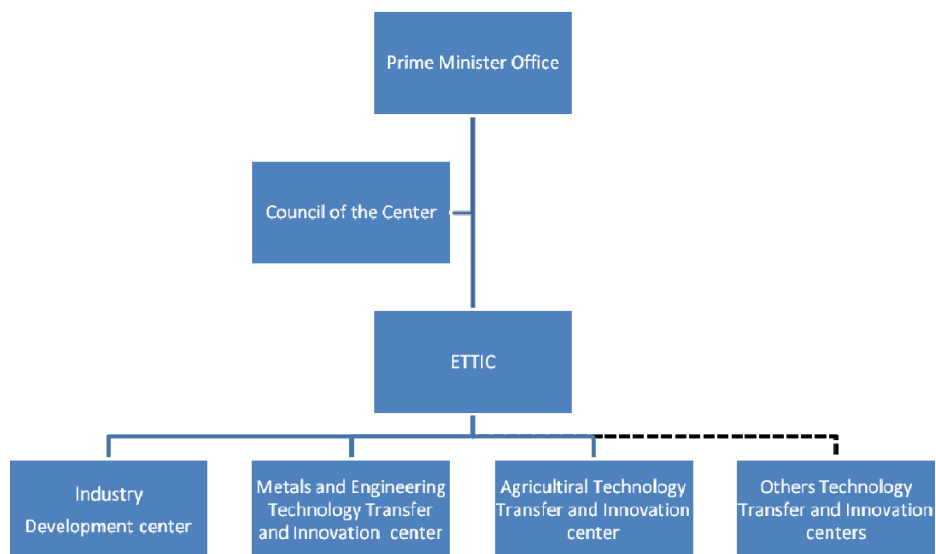 Prime Minister Office
Council of the Center
ETTIC
Industry
Development center
Metals and Engineering
Technology Transfer
and Innovation center
Agricultiral Technology
Transfer and Innovation
center
Others Technology
Transfer and Innovation
centers